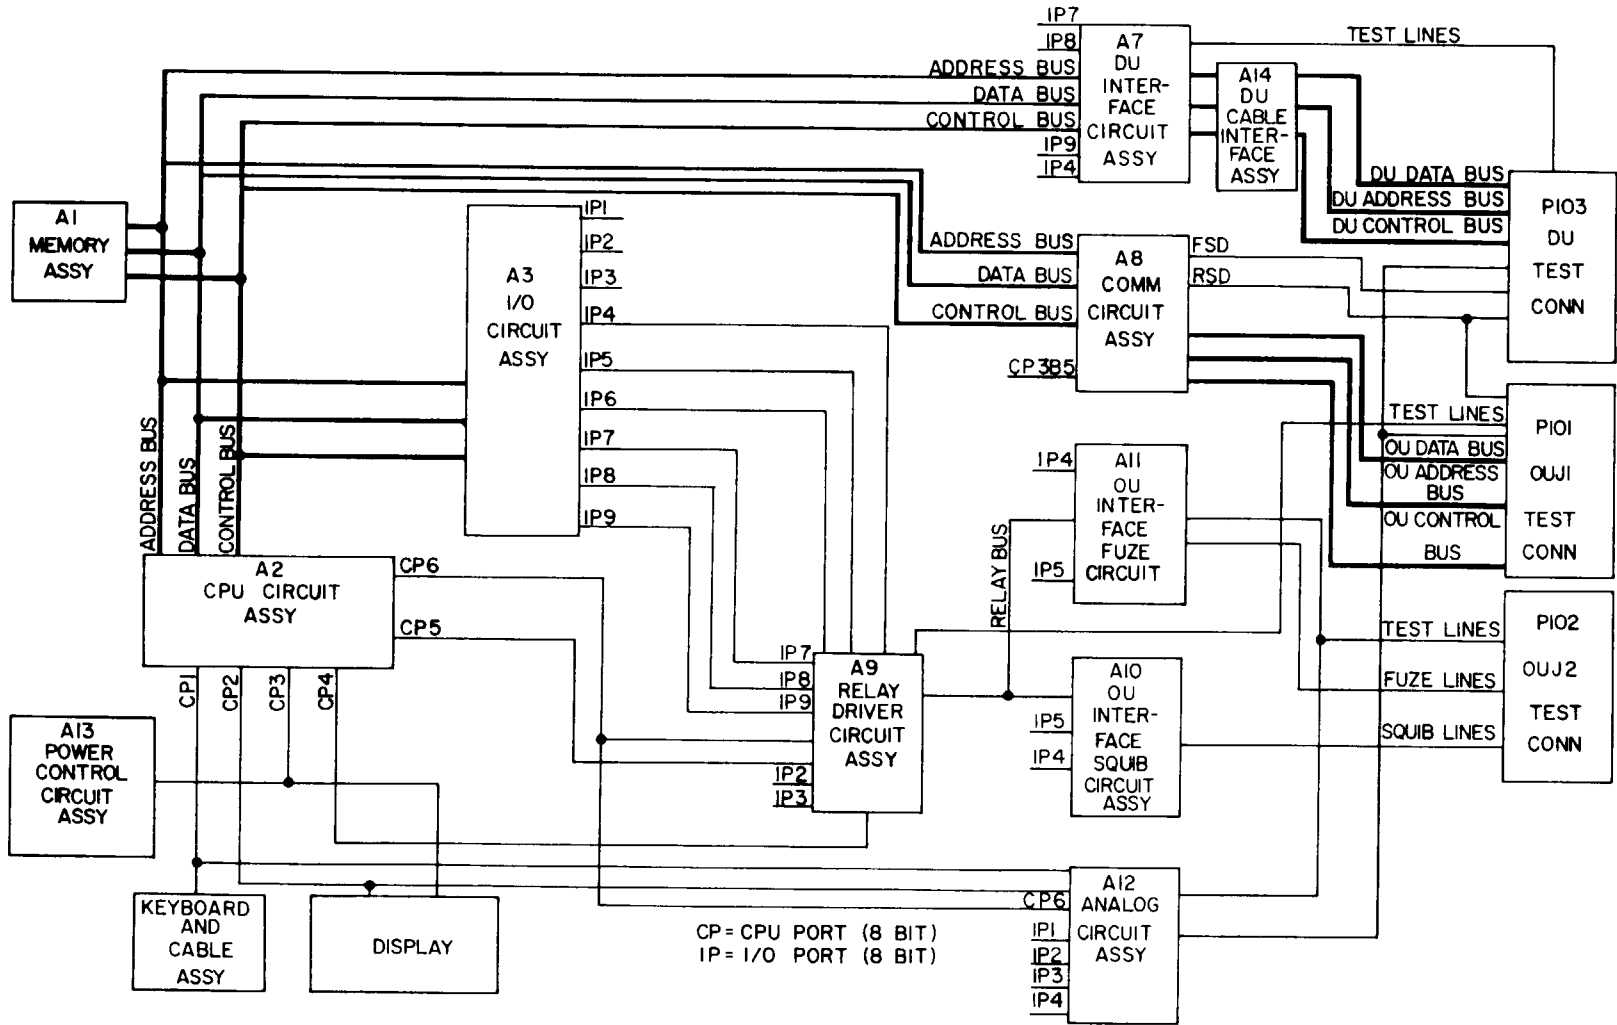 IP7
IP8
ADDRESS BUS
DATA BUS
CONTROL BUS
IP9
IP4
A7
DU
INTER-
FACE
CIRCUIT
ASSY
TEST LINES
A14
DU
CABLE
INTER-
FACE
ASSY
DU DATA BUS
DU ADDRESS BUS
DU CONTROL BUS
P103
DU
TEST
CONN
A1
MEMORY
ASSY
A3
I/O
CIRCUIT
ASSY
IP1
IP2
IP3
IP4
IP5
IP6
IP7
IP8
IP9
ADDRESS BUS
DATA BUS
CONTROL BUS
CP3B5
A8
COMM
CIRCUIT
ASSY
FSD
RSD
TEST LINES
OU DATA BUS
OU ADDRESS
BUS
OU CONTROL
BUS
P101
OUJ1
TEST
CONN
ADDRESS BUS
DATA BUS
CONTROL BUS
A2
CPU CIRCUIT
ASSY
CP6
CP5
CP1
CP2
CP3
CP4
IP4
IP5
A11
OU
INTER-
FACE
FUZE
CIRCUIT
RELAY BUS
TEST LINES
FUZE LINES
SQUIB LINES
P102
OUJ2
TEST
CONN
IP7
IP8
IP9
IP2
IP3
A9
RELAY
DRIVER
CIRCUIT
ASSY
IP5
IP4
A10
OU
INTER-
FACE
SQUIB
CIRCUIT
ASSY
A13
POWER
CONTROL
CIRCUIT
ASSY
KEYBOARD
AND
CABLE
ASSY
DISPLAY
CP= CPU PORT (8 BIT)
IP= I/O PORT (8 BIT)
CP6
IP1
IP2
IP3
IP4
A12
ANALOG
CIRCUIT
ASSY